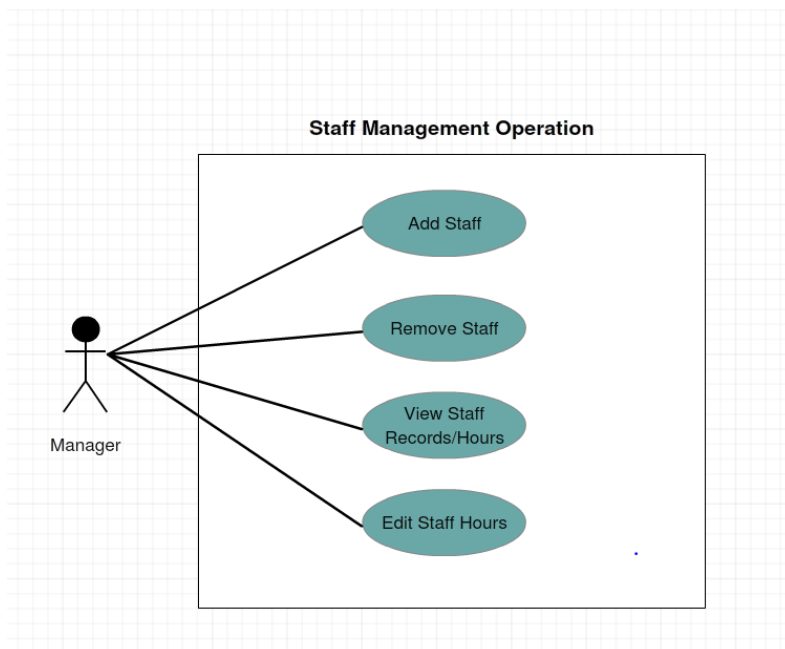 Staff Management Operation
Add Staff
Remove Staff
View Staff
Records/Hours
Manager
Edit Staff Hours